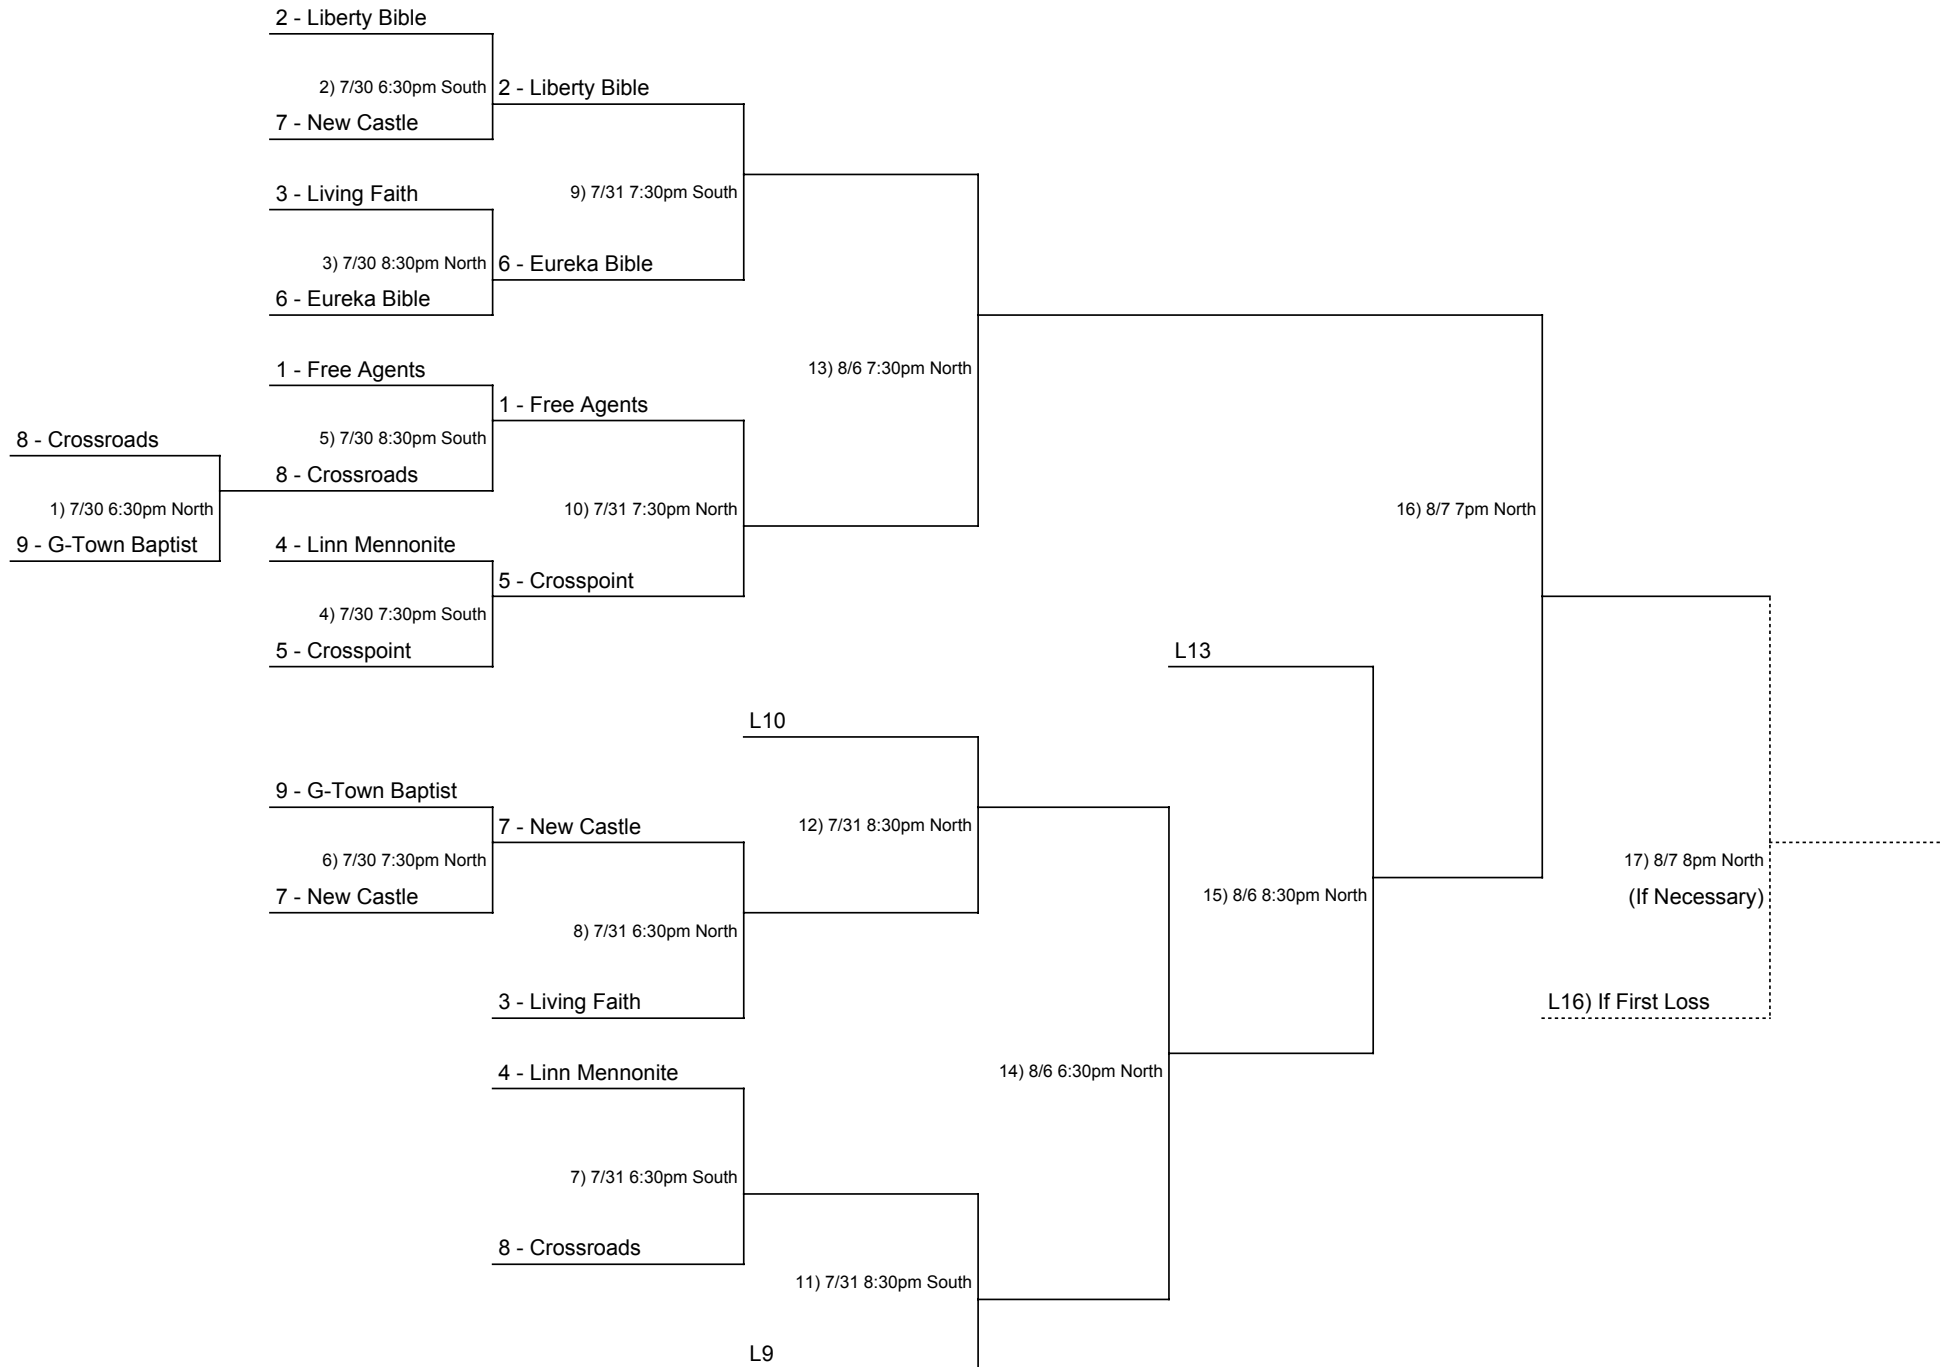 2 - Liberty Bible
2) 7/30 6:30pm South
2 - Liberty Bible
7 - New Castle
3 - Living Faith
9) 7/31 7:30pm South
3) 7/30 8:30pm North
6 - Eureka Bible
6 - Eureka Bible
1 - Free Agents
13) 8/6 7:30pm North
1 - Free Agents
8 - Crossroads
5) 7/30 8:30pm South
8 - Crossroads
1) 7/30 6:30pm North
10) 7/31 7:30pm North
16) 8/7 7pm North
9 - G-Town Baptist
4 - Linn Mennonite
5 - Crosspoint
4) 7/30 7:30pm South
5 - Crosspoint
L13
L10
9 - G-Town Baptist
7 - New Castle
12) 7/31 8:30pm North
6) 7/30 7:30pm North
17) 8/7 8pm North
7 - New Castle
15) 8/6 8:30pm North
(If Necessary)
8) 7/31 6:30pm North
3 - Living Faith
L16) If First Loss
4 - Linn Mennonite
14) 8/6 6:30pm North
7) 7/31 6:30pm South
8 - Crossroads
11) 7/31 8:30pm South
L9